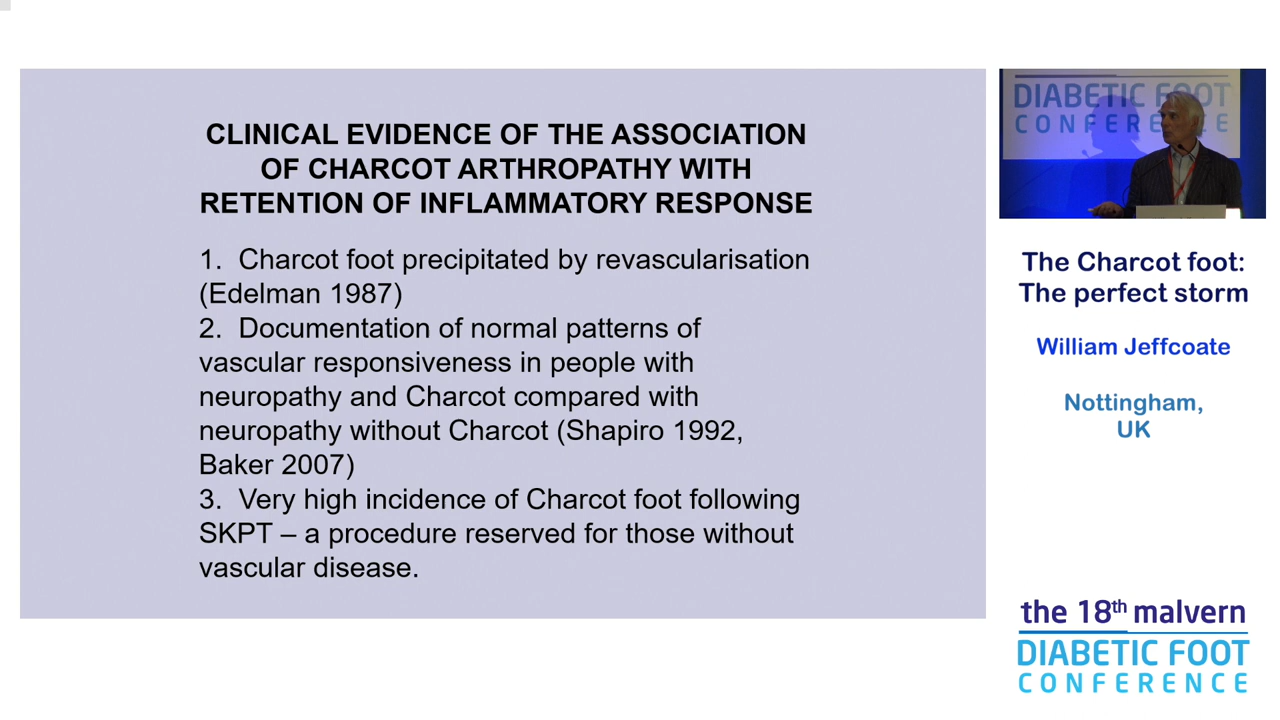 CLINICAL EVIDENCE OF THE ASSOCIATION
OF CHARCOT ARTHROPATHY WITH
RETENTION OF INFLAMMATORY RESPONSE
1. Charcot foot precipitated by revascularisation
(Edelman 1987)
2. Documentation of normal patterns of
vascular responsiveness in people with
neuropathy and Charcot compared with
neuropathy without Charcot (Shapiro 1992,
Baker 2007)
3. Very high incidence of Charcot foot following
SKPT – a procedure reserved for those without
vascular disease.
DIABETIC FOOT
CONFERENCE
The Charcot foot:
The perfect storm
William Jeffcoate
Nottingham,
UK
the 18th malvern
DIABETIC FOOT
CONFERENCE